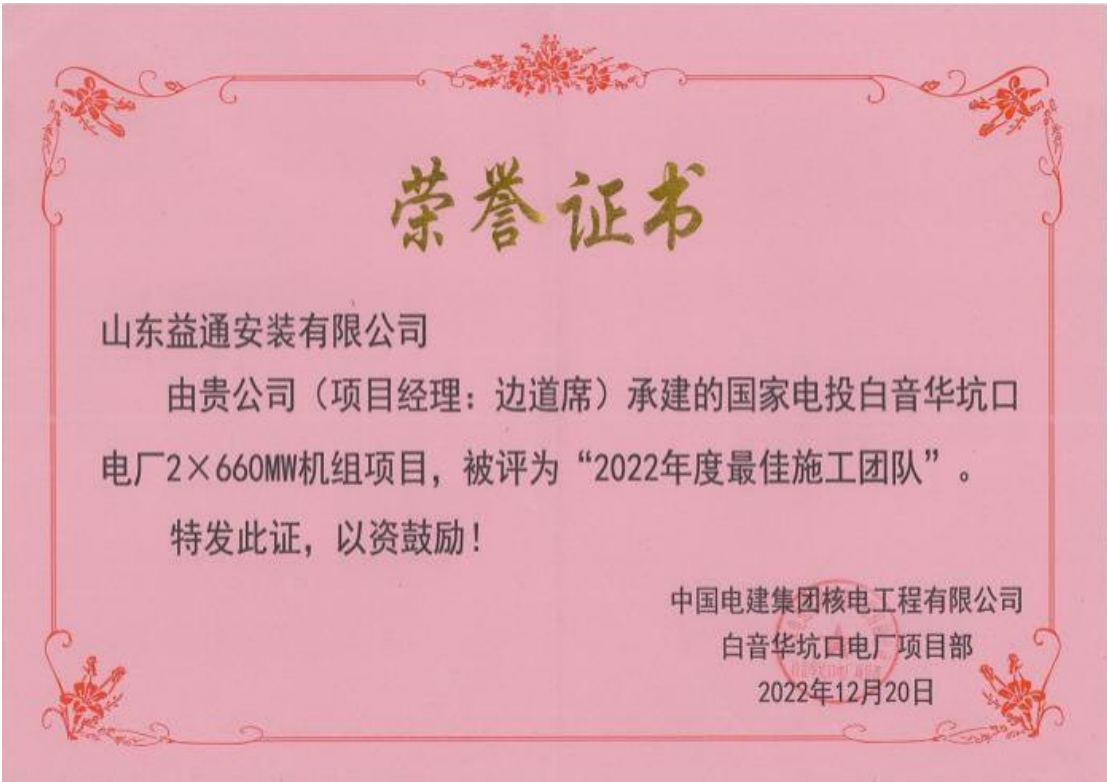 荣誉证书
山东益通安装有限公司
由贵公司（项目经理：边道席）承建的国家电投白音华坑口
电厂2×660MW机组项目，被评为“2022年度最佳施工团队”。
特发此证，以资鼓励！
中国电建集团核电工程有限公司
白音华坑口电厂项目部
2022年12月20日